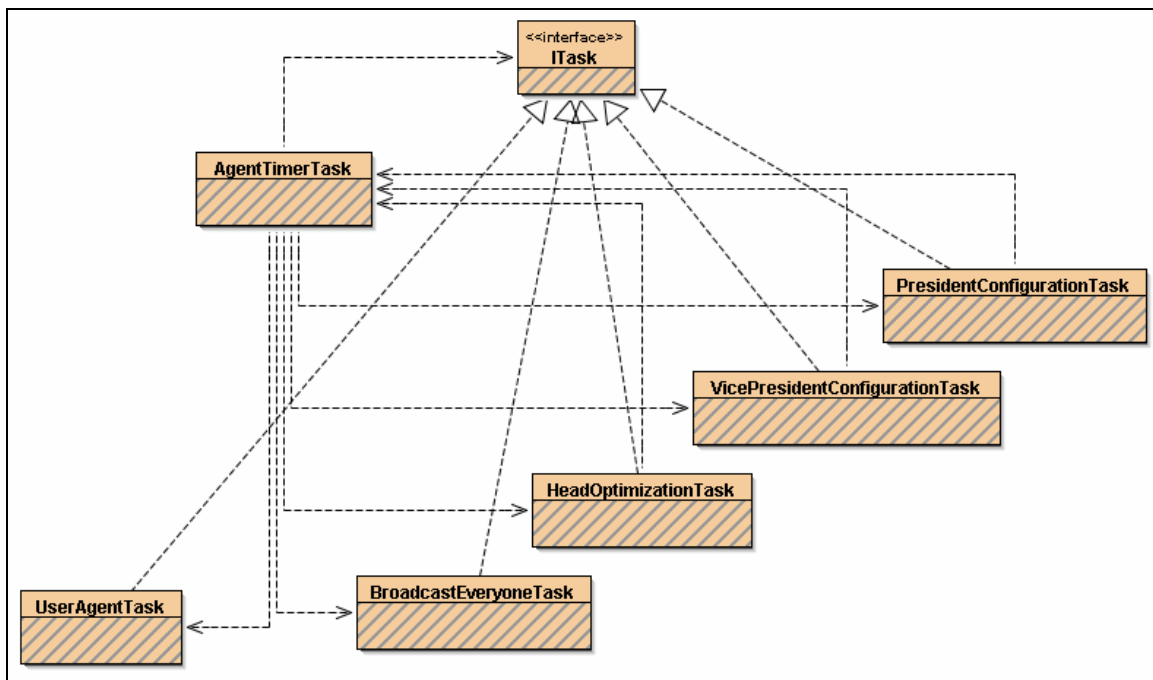 <<interface>>
ITask
AgentTimerTask
PresidentConfigurationTask
VicePresidentConfigurationTask
HeadOptimizationTask
BroadcastEveryoneTask
UserAgentTask